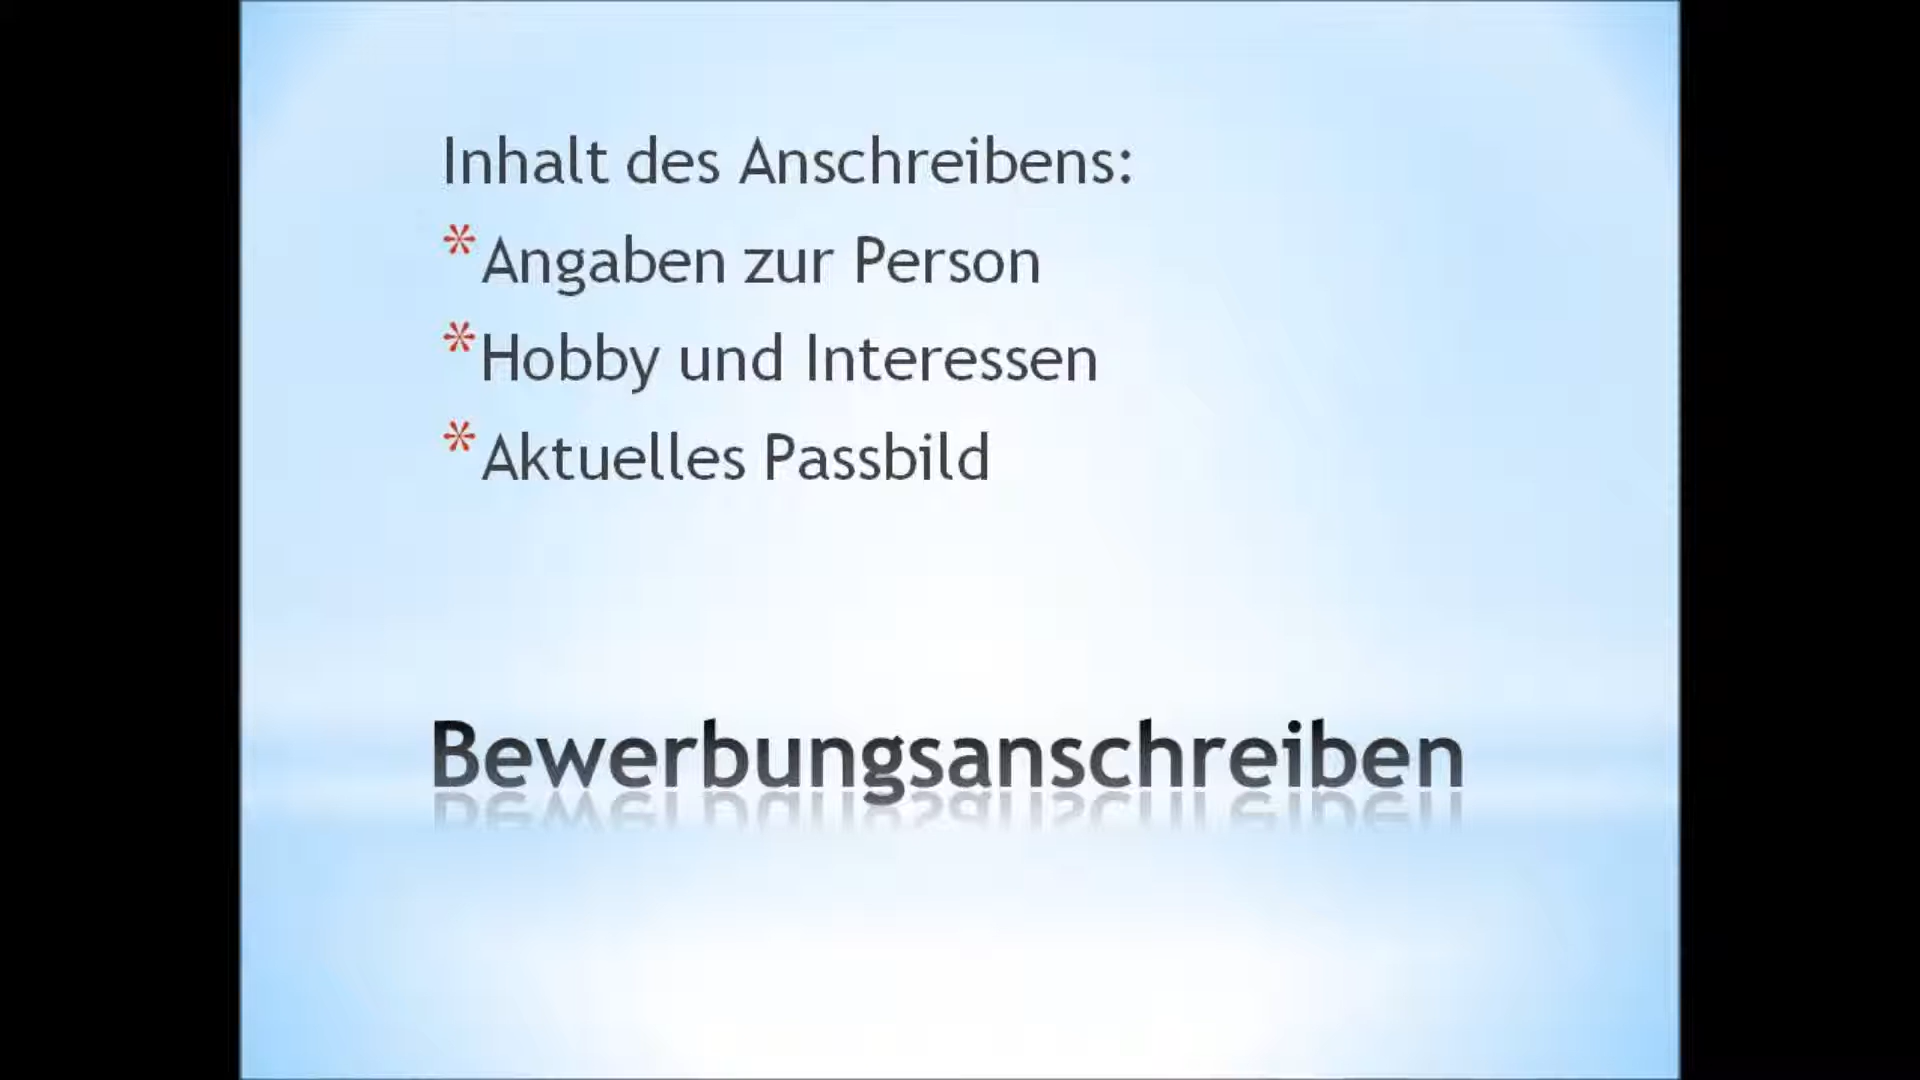 Inhalt des Anschreibens:
* Angaben zur Person
* Hobby und Interessen
* Aktuelles Passbild
Bewerbungsanschreiben